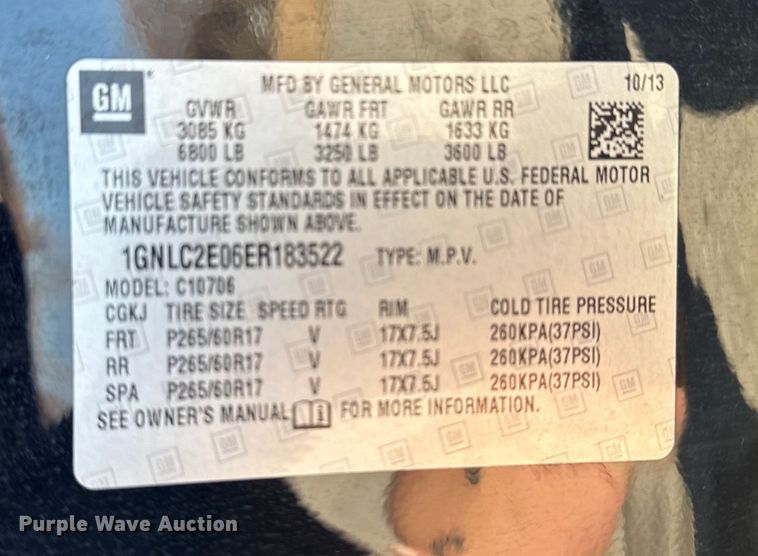 GM MFD BY GENERAL MOTORS LLC 10/13
GVWR GAWR FRT GAWR RR
3085 KG 1474 KG 1633 KG
6800 LB 3250 LB 3600 LB
THIS VEHICLE CONFORMS TO ALL APPLICABLE U.S. FEDERAL MOTOR
VEHICLE SAFETY STANDARDS IN EFFECT ON THE DATE OF
MANUFACTURE SHOWN ABOVE.
1GNLC2E06ER183522 TYPE: M.P.V.
MODEL: C10706
CGKJ TIRE SIZE SPEED RTG RIM COLD TIRE PRESSURE
FRT P265/60R17 V 17X7.5J 260KPA(37PSI)
RR P265/60R17 V 17X7.5J 260KPA(37PSI)
SPA P265/60R17 V 17X7.5J 260KPA(37PSI)
SEE OWNER'S MANUAL FOR MORE INFORMATION.
Purple Wave Auction